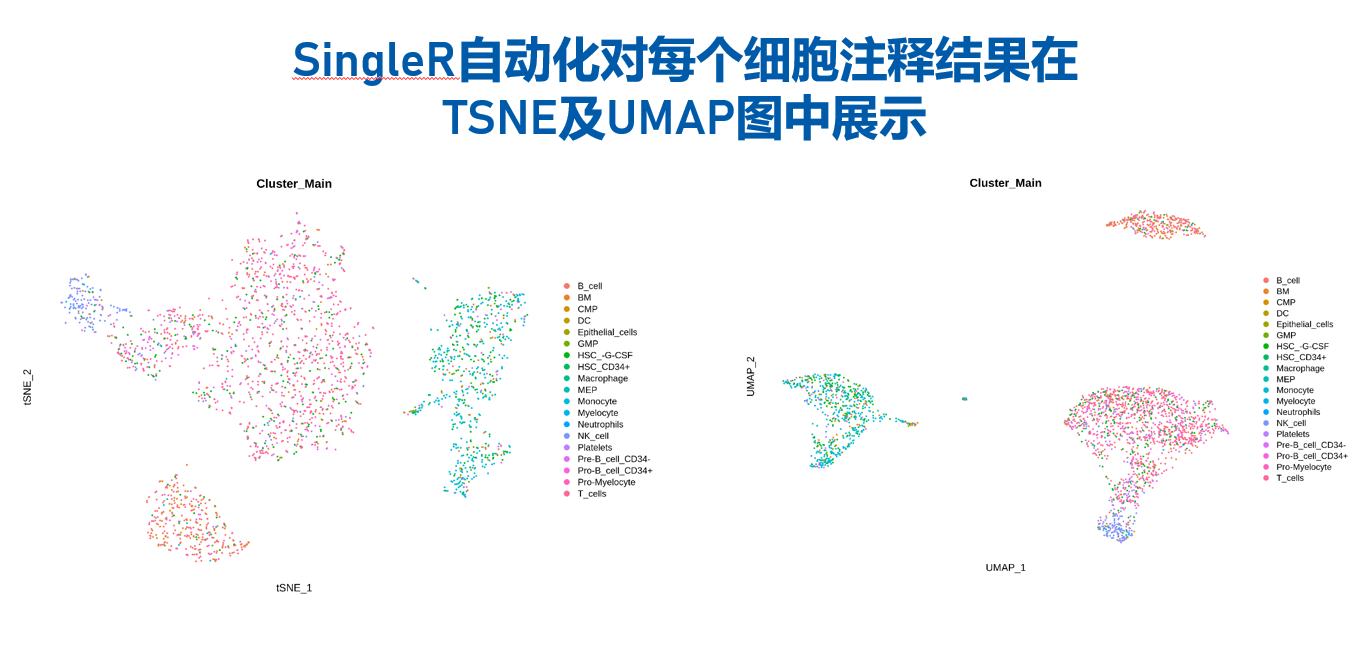 SingleR自动化对每个细胞注释结果在
TSNE及UMAP图中展示
Cluster_Main
tSNE_2
tSNE_1
B_cell
BM
CMP
DC
Epithelial_cells
GMP
HSC_-G-CSF
HSC_CD34+
Macrophage
MEP
Monocyte
Myelocyte
Neutrophils
NK_cell
Platelets
Pre-B_cell_CD34-
Pro-B_cell_CD34+
Pro-Myelocyte
T_cells
Cluster_Main
UMAP_2
UMAP_1
B_cell
BM
CMP
DC
Epithelial_cells
GMP
HSC_-G-CSF
HSC_CD34+
Macrophage
MEP
Monocyte
Myelocyte
Neutrophils
NK_cell
Platelets
Pre-B_cell_CD34-
Pro-B_cell_CD34+
Pro-Myelocyte
T_cells